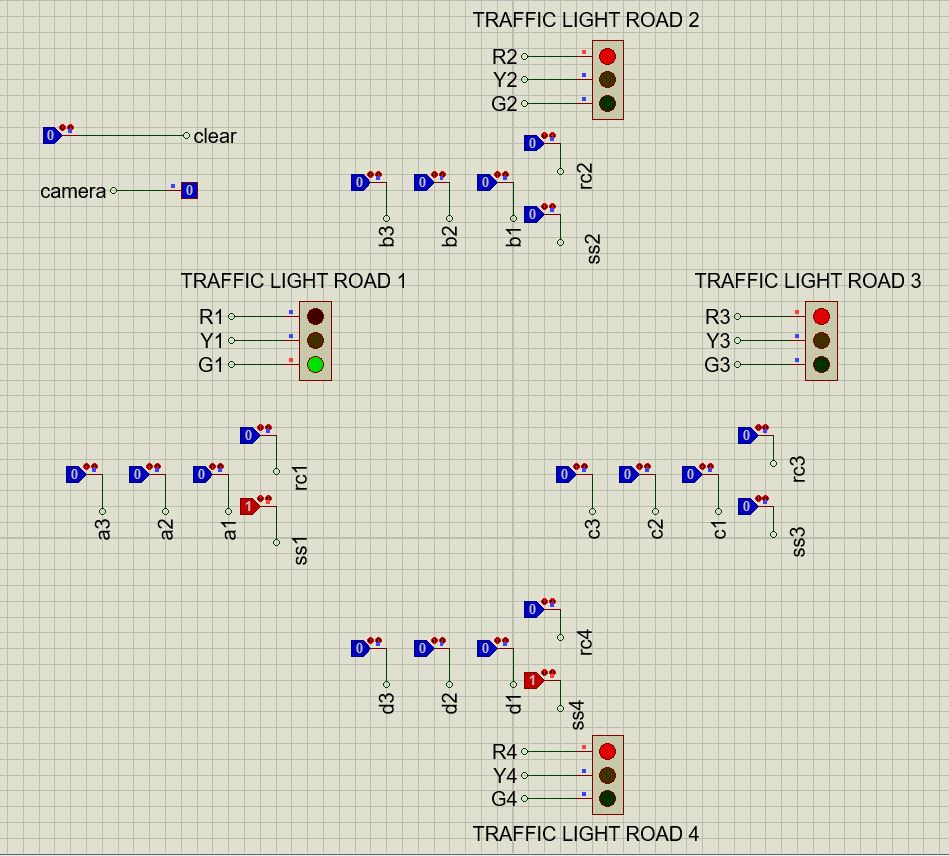 TRAFFIC LIGHT ROAD 2
R2
Y2
G2
0 clear
camera 0
0 rc2
0 b3
0 b2
0 b1
0 ss2
TRAFFIC LIGHT ROAD 1
R1
Y1
G1
TRAFFIC LIGHT ROAD 3
R3
Y3
G3
0 rc1
0 a3
0 a2
0 a1
1 ss1
0 rc3
0 c3
0 c2
0 c1
0 ss3
0 rc4
0 d3
0 d2
0 d1
1 ss4
R4
Y4
G4
TRAFFIC LIGHT ROAD 4